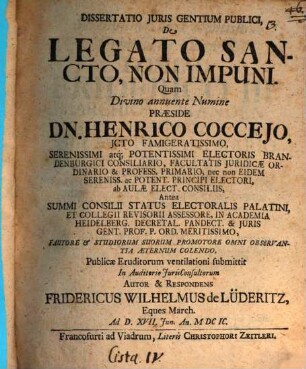 DISSERTATIO JURIS GENTIUM PUBLICI,
De
LEGATO SAN-
CTO, NON IMPUNI.
Quam
Divino annuente Numine
PRÆSIDE
DN. HENRICO COCCEJO,
JCTO FAMIGERATISSIMO,
SERENISSIMI atq; POTENTISSIMI ELECTORIS BRAN-
DENBURGICI CONSILIARIO, FACULTATIS JURIDICÆ OR-
DINARIO & PROFESS. PRIMARIO, nec non EIDEM
SERENISS. ac POTENT. PRINCIPI ELECTORI,
ab AULÆ ELECT. CONSILIIS,
Antea
SUMMI CONSILII STATUS ELECTORALIS PALATINI,
ET COLLEGII REVISORII ASSESSORE, IN ACADEMIA
HEIDELBERG. DECRETAL. PANDECT. & JURIS
GENT. PROF. P. ORD. MERITISSIMO,
FAUTORE & STUDIORUM SUORUM PROMOTORE OMNI OBSERVAN-
TIA ÆTERNUM COLENDO,
Publicæ Eruditorum ventilationi submittit
In Auditorio JurisConsultorum
AUTOR & RESPONDENS
FRIDERICUS WILHELMUS de LÜDERITZ,
Eques March.
Ad D. XVII. Jun. An. M DC IC.
Francofurti ad Viadrum, Literis CHRISTOPHORI ZEITLERI.
Cista IV.